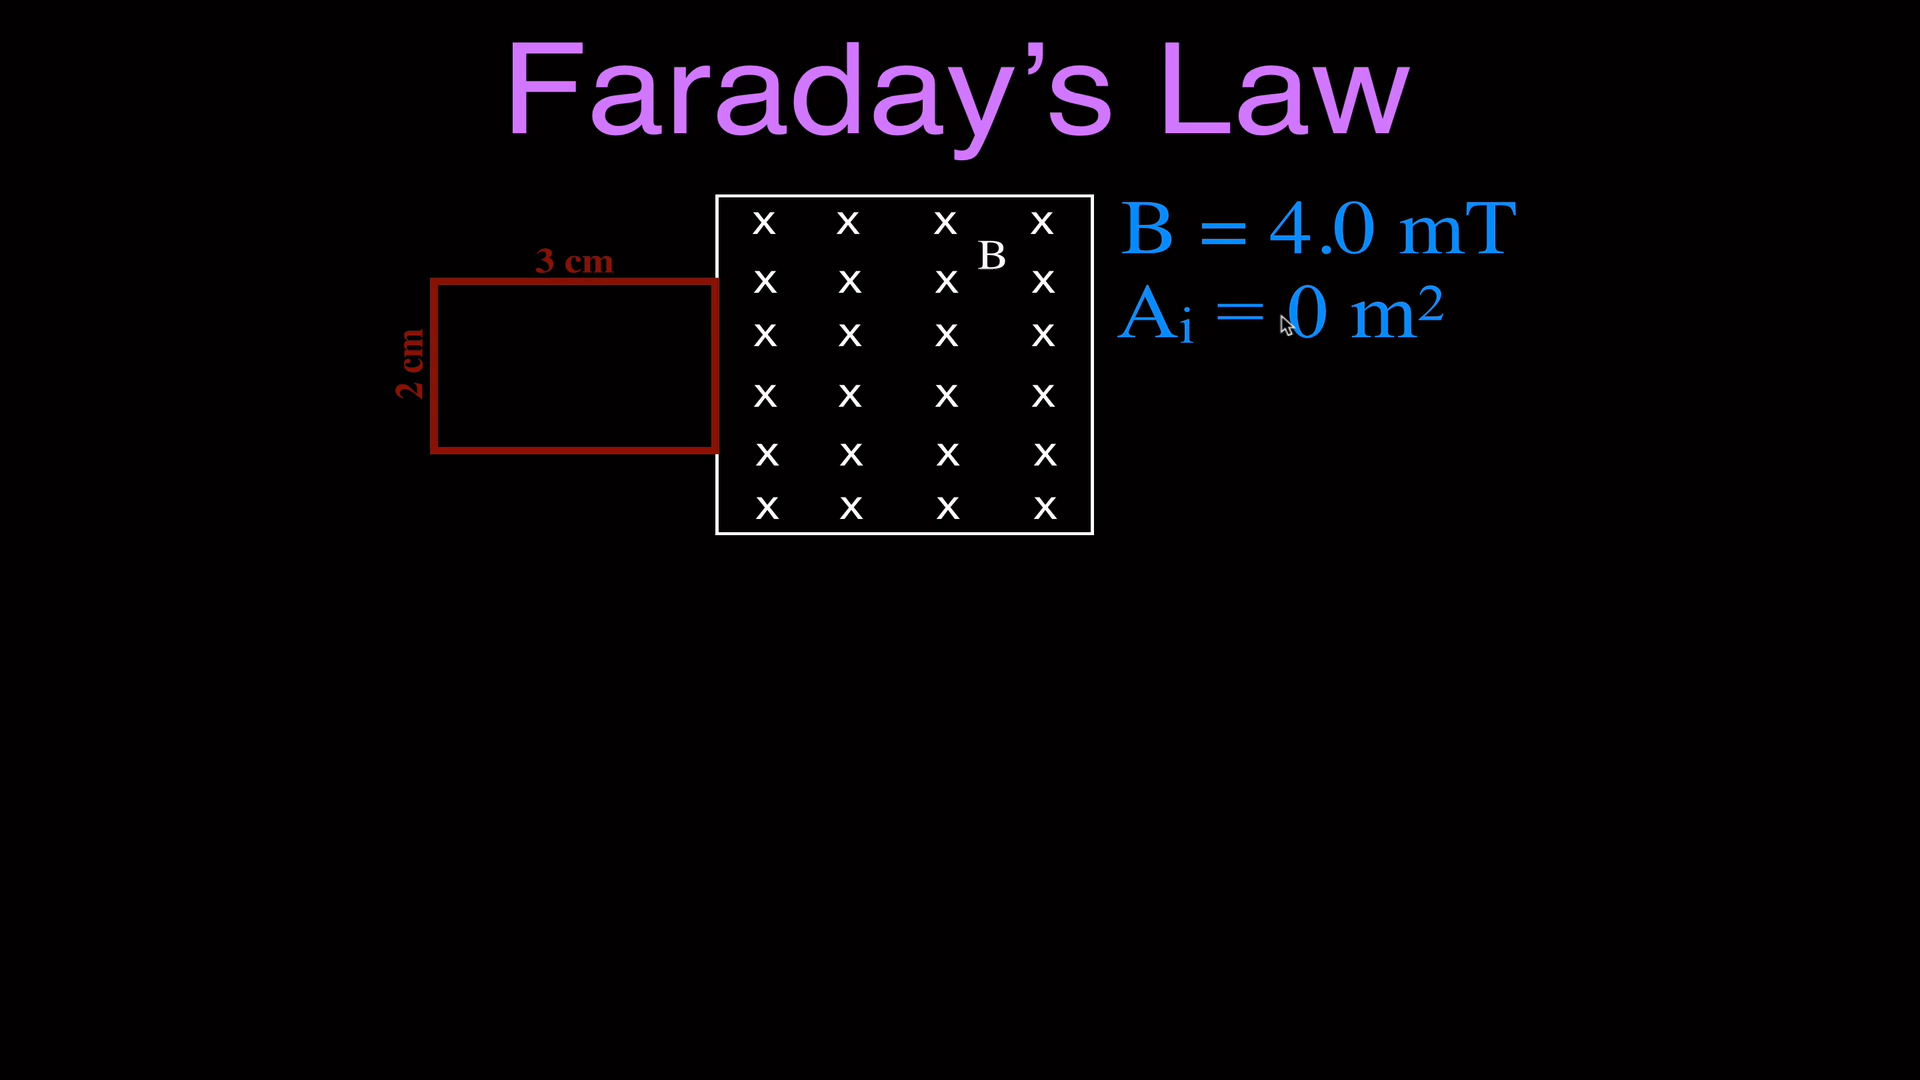 Faraday’s Law
x x x x
B
B = 4.0 mT
3 cm
x x x x
Aᵢ = 0 m²
2 cm
x x x x
x x x x
x x x x
x x x x